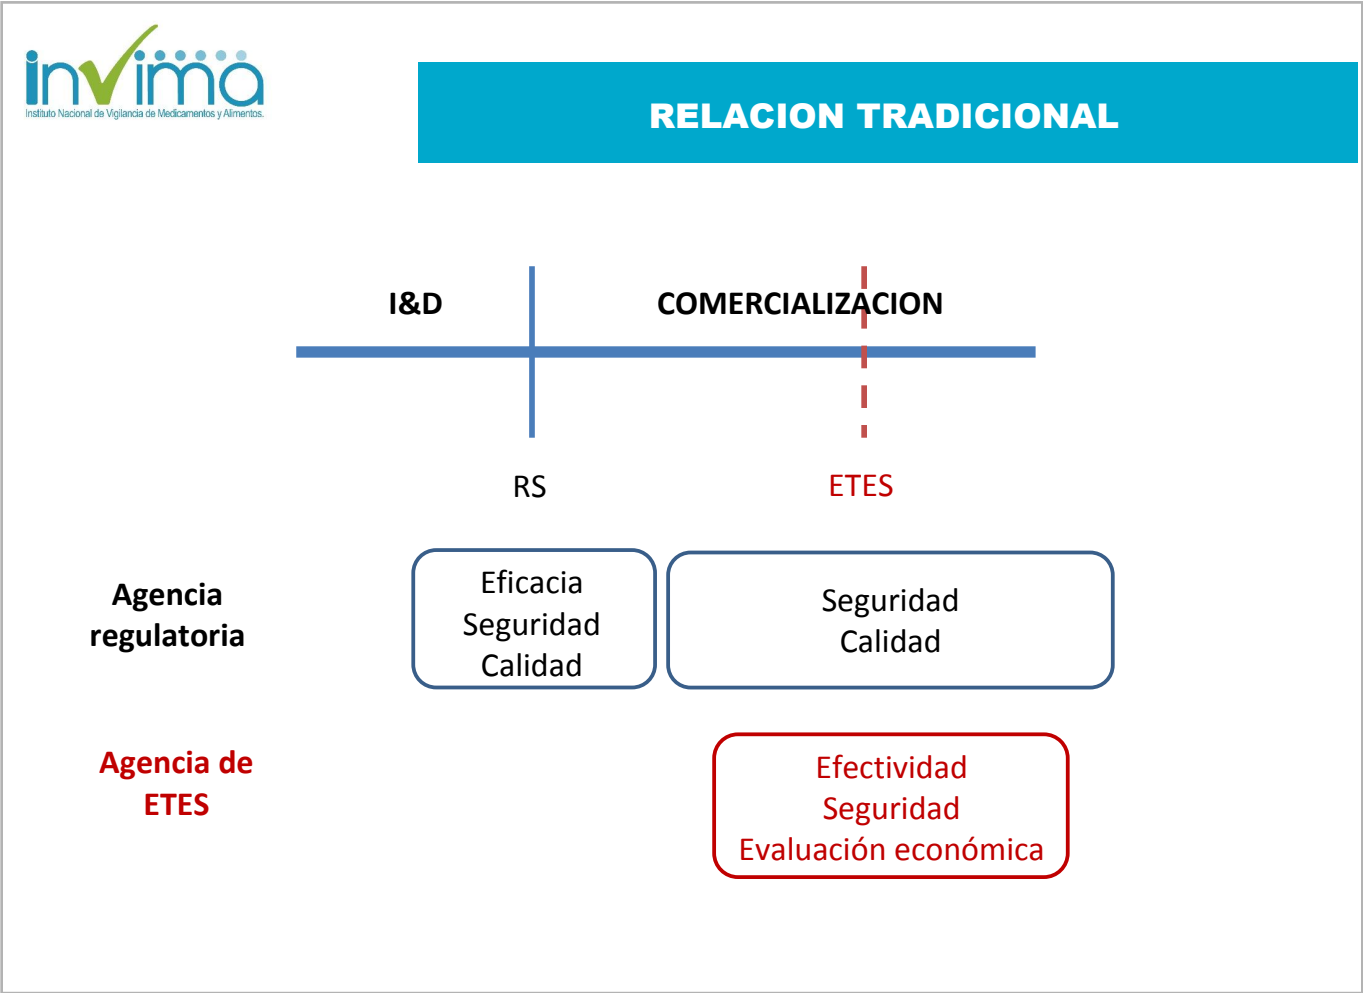 invima
Instituto Nacional de Vigilancia de Medicamentos y Alimentos.
RELACION TRADICIONAL
I&D
COMERCIALIZACION
RS
ETES
Agencia
regulatoria
Eficacia
Seguridad
Calidad
Seguridad
Calidad
Agencia de
ETES
Efectividad
Seguridad
Evaluación económica